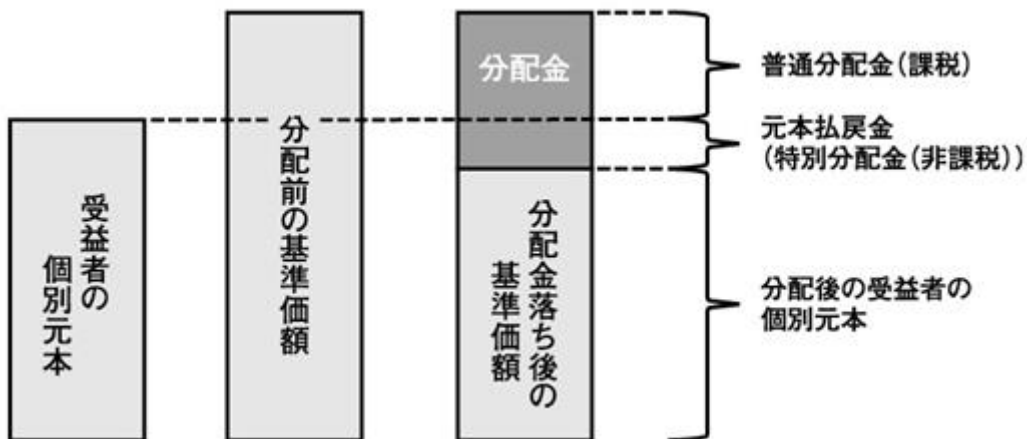 受益者の
個別元本
分配前の基準価額
分配金
分配金落ち後の
基準価額
普通分配金(課税)
元本払戻金
(特別分配金(非課税))
分配後の受益者の
個別元本